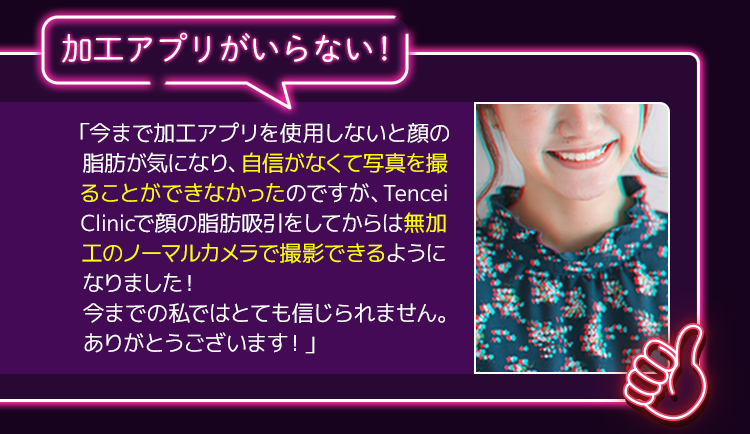 加工アプリがいらない!
「今まで加工アプリを使用しないと顔の
脂肪が気になり、自信がなくて写真を撮
ることができなかったのですが、Tencei
Clinicで顔の脂肪吸引をしてからは無加
工のノーマルカメラで撮影できるように
なりました!
今までの私ではとても信じられません。
ありがとうございます!」